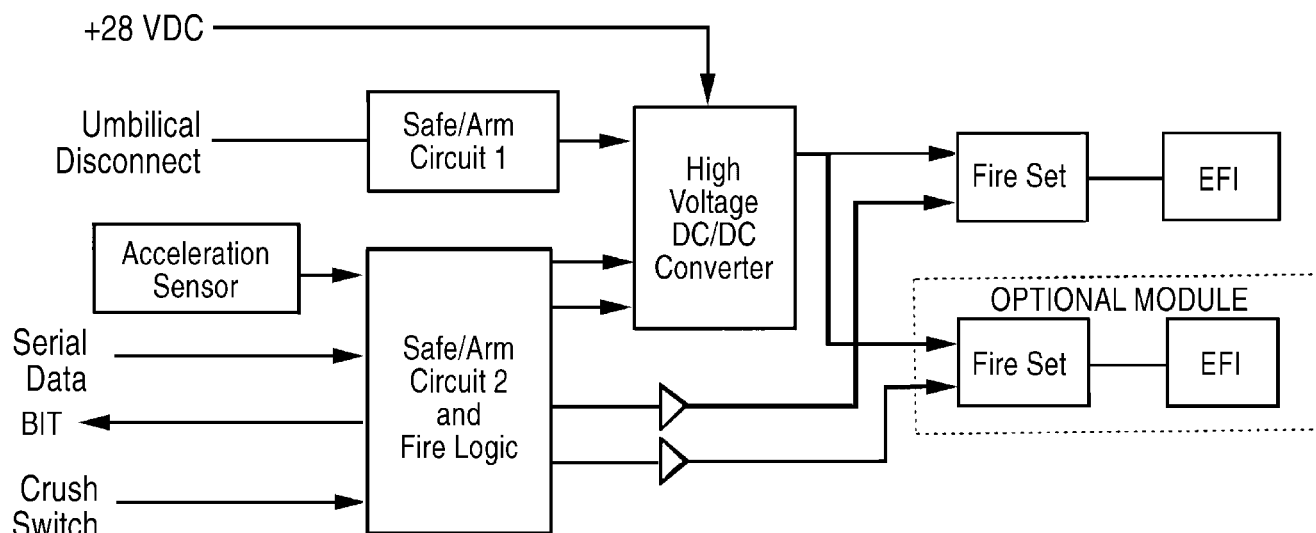 +28 VDC
Umbilical
Disconnect
Safe/Arm
Circuit 1
High
Voltage
DC/DC
Converter
Fire Set
EFI
Acceleration
Sensor
OPTIONAL MODULE
Fire Set
EFI
Serial
Data
BIT
Crush
Switch
Safe/Arm
Circuit 2
and
Fire Logic